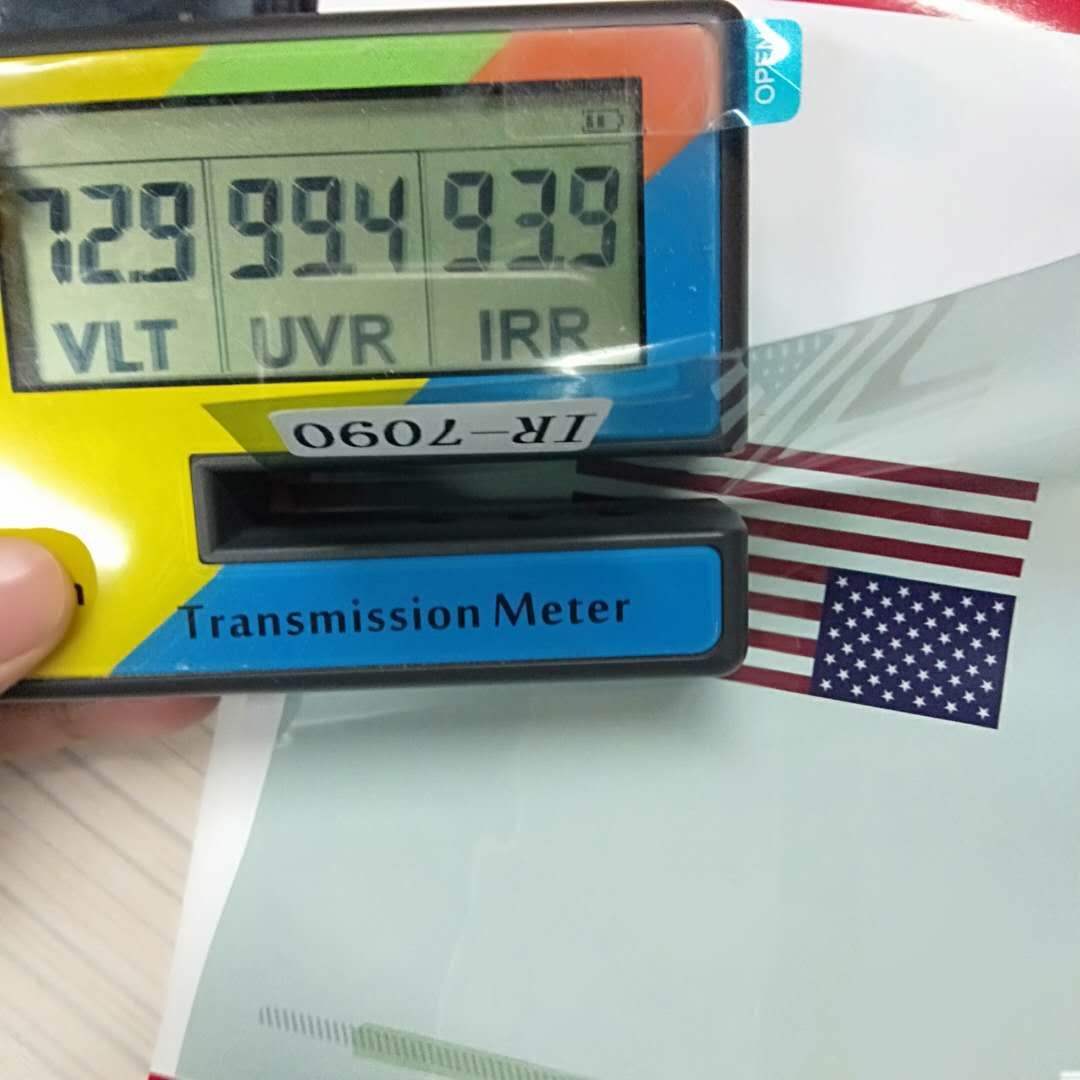 OPEN
72.9 99.4 93.9
VLT UVR IRR
IR-7090
Transmission Meter